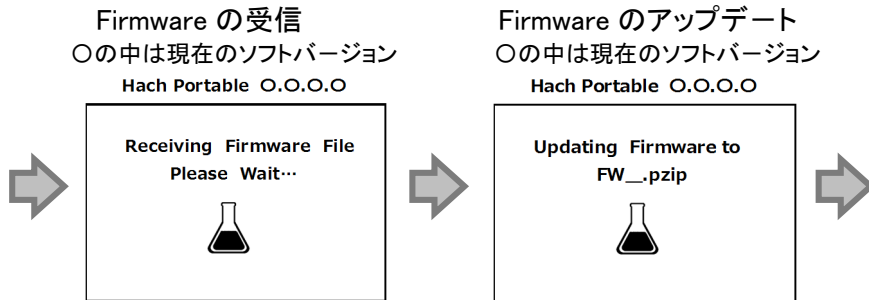 Firmware の受信
〇の中は現在のソフトバージョン
Hach Portable 〇.〇.〇.〇
Receiving Firmware File
Please Wait…
Firmware のアップデート
〇の中は現在のソフトバージョン
Hach Portable 〇.〇.〇.〇
Updating Firmware to
FW__.pzip